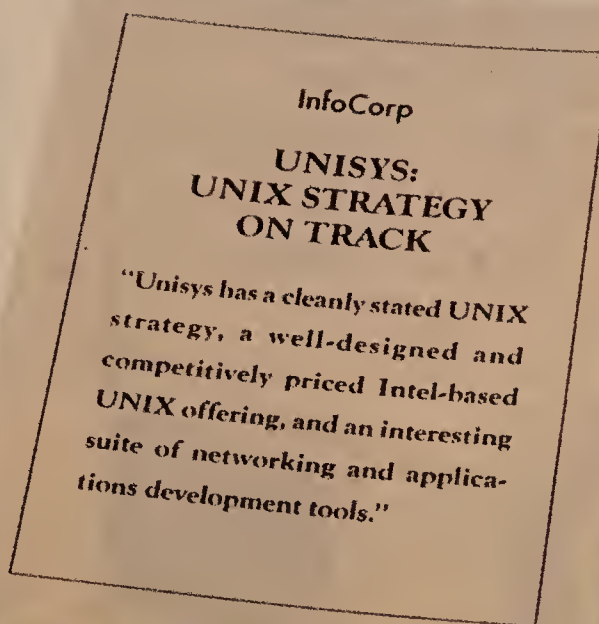 InfoCorp
UNISYS:
UNIX STRATEGY
ON TRACK
“Unisys has a cleanly stated UNIX
strategy, a well-designed and
competitively priced Intel-based
UNIX offering, and an interesting
suite of networking and applica-
tions development tools.”